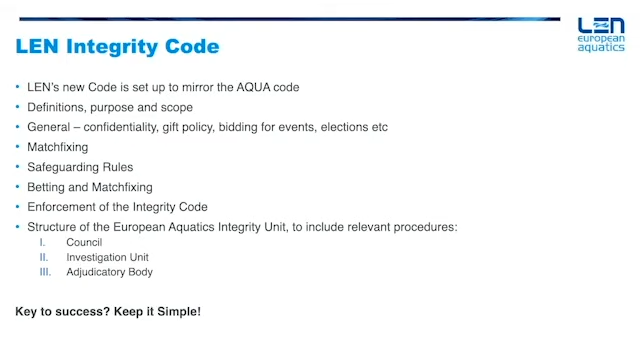 LEN
european
aquatics
LEN Integrity Code
• LEN's new Code is set up to mirror the AQUA code
• Definitions, purpose and scope
• General – confidentiality, gift policy, bidding for events, elections etc
• Matchfixing
• Safeguarding Rules
• Betting and Matchfixing
• Enforcement of the Integrity Code
• Structure of the European Aquatics Integrity Unit, to include relevant procedures:
I. Council
II. Investigation Unit
III. Adjudicatory Body
Key to success? Keep it Simple!